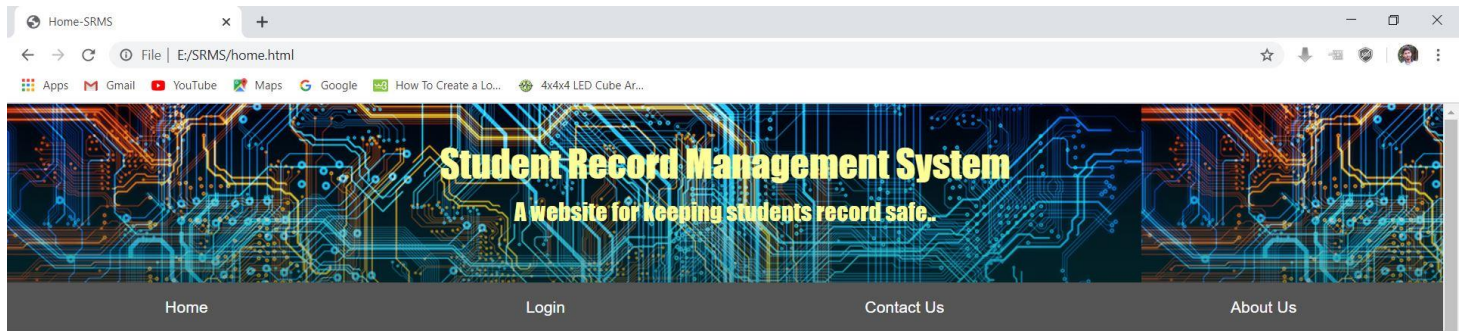 Home-SRMS
File | E:/SRMS/home.html
Apps Gmail YouTube Maps Google How To Create a Lo... 4x4x4 LED Cube Ar...
Student Record Management System
A website for keeping students record safe..
Home Login Contact Us About Us